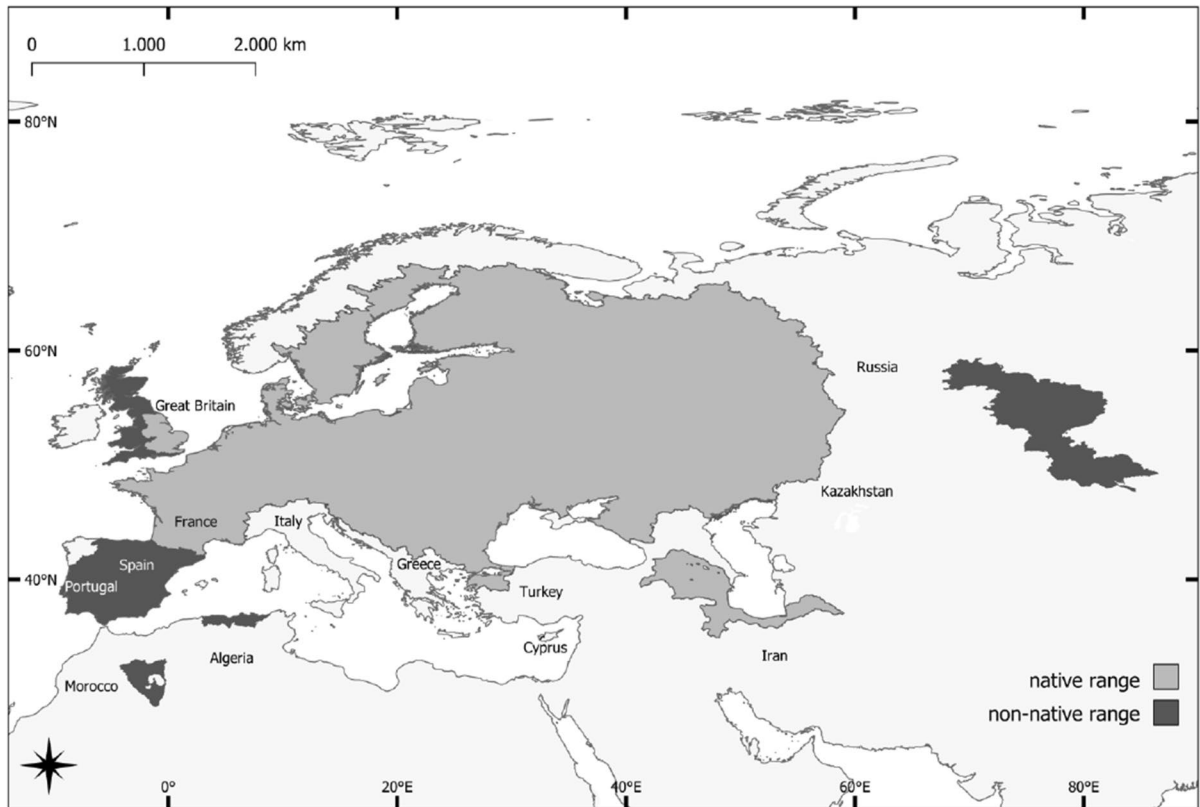 0 1.000 2.000 km
80°N
60°N
Russia
Great Britain
Kazakhstan
France
Italy
Spain
Greece
40°N
Portugal
Turkey
Cyprus
Algeria
Iran
Morocco
native range
non-native range
0° 20°E 40°E 60°E 80°E